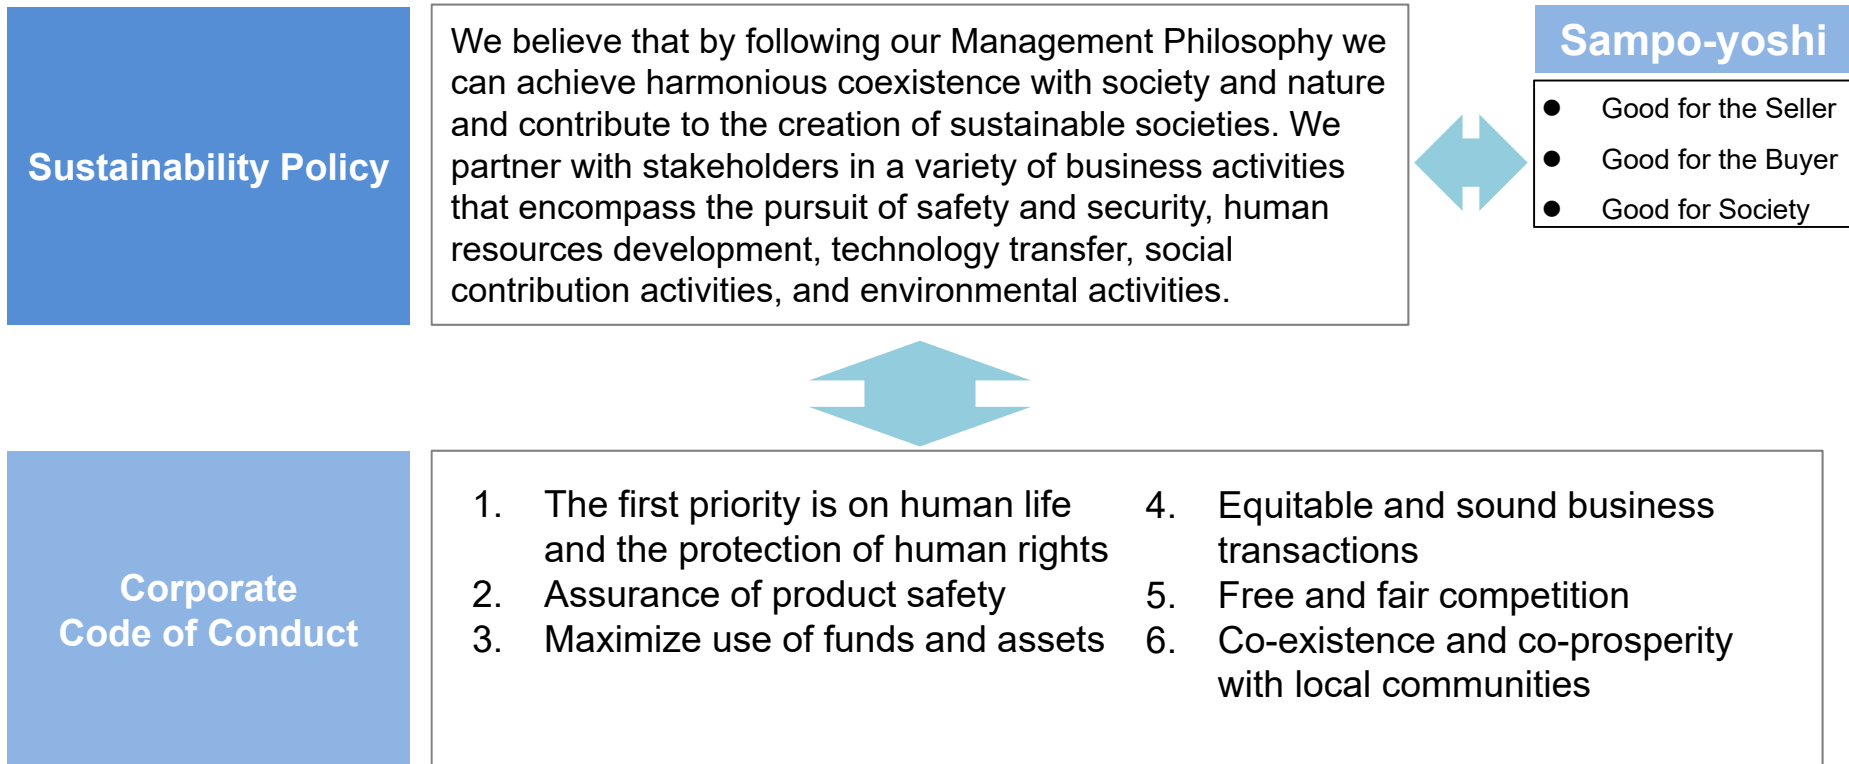 Sustainability Policy
We believe that by following our Management Philosophy we
can achieve harmonious coexistence with society and nature
and contribute to the creation of sustainable societies. We
partner with stakeholders in a variety of business activities
that encompass the pursuit of safety and security, human
resources development, technology transfer, social
contribution activities, and environmental activities.
Sampo-yoshi
● Good for the Seller
● Good for the Buyer
● Good for Society
Corporate
Code of Conduct
1. The first priority is on human life
and the protection of human rights
2. Assurance of product safety
3. Maximize use of funds and assets
4. Equitable and sound business
transactions
5. Free and fair competition
6. Co-existence and co-prosperity
with local communities